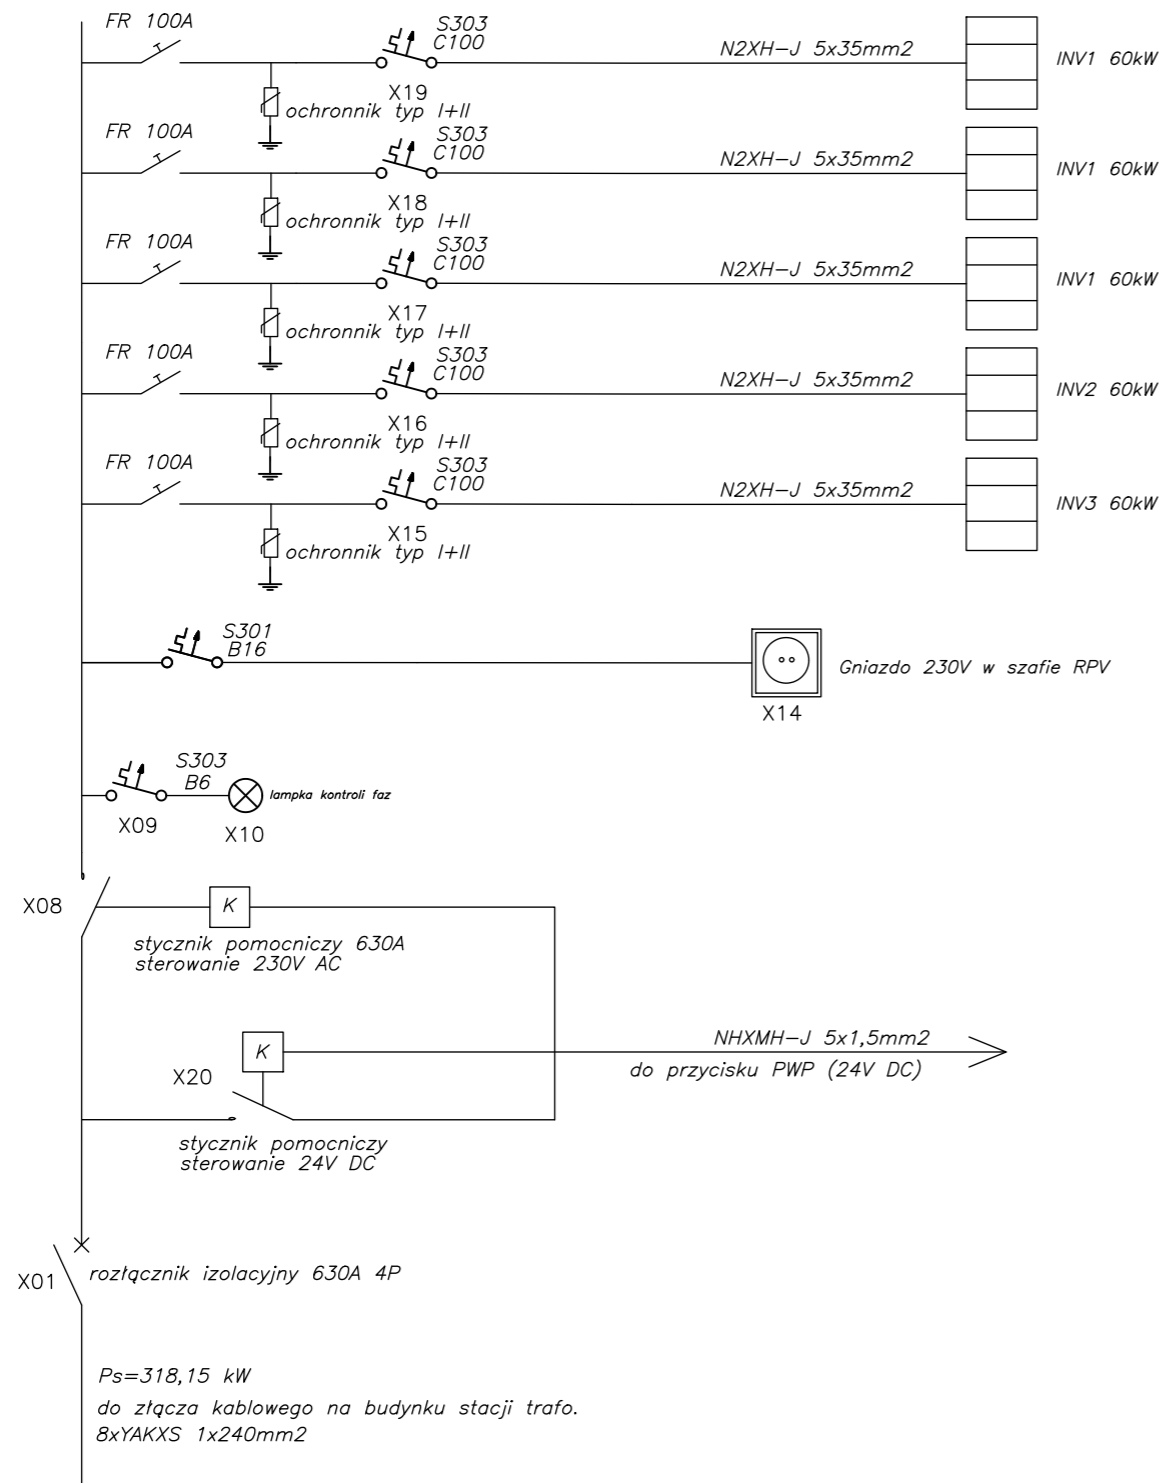 FR 100A
S303
C100
N2XH-J 5x35mm2
INV1 60kW
X19
ochronnik typ I+II
FR 100A
S303
C100
N2XH-J 5x35mm2
INV1 60kW
X18
ochronnik typ I+II
FR 100A
S303
C100
N2XH-J 5x35mm2
INV1 60kW
X17
ochronnik typ I+II
FR 100A
S303
C100
N2XH-J 5x35mm2
INV2 60kW
X16
ochronnik typ I+II
FR 100A
S303
C100
N2XH-J 5x35mm2
INV3 60kW
X15
ochronnik typ I+II
S301
B16
Gniazdo 230V w szafie RPV
X14
S303
B6
lampka kontroli faz
X09
X10
X08
K
stycznik pomocniczy 630A
sterowanie 230V AC
K
NHXMH-J 5x1,5mm2
do przycisku PWP (24V DC)
X20
stycznik pomocniczy
sterowanie 24V DC
X01
rozłącznik izolacyjny 630A 4P
Ps=318,15 kW
do złącza kablowego na budynku stacji trafo.
8xYAKXS 1x240mm2